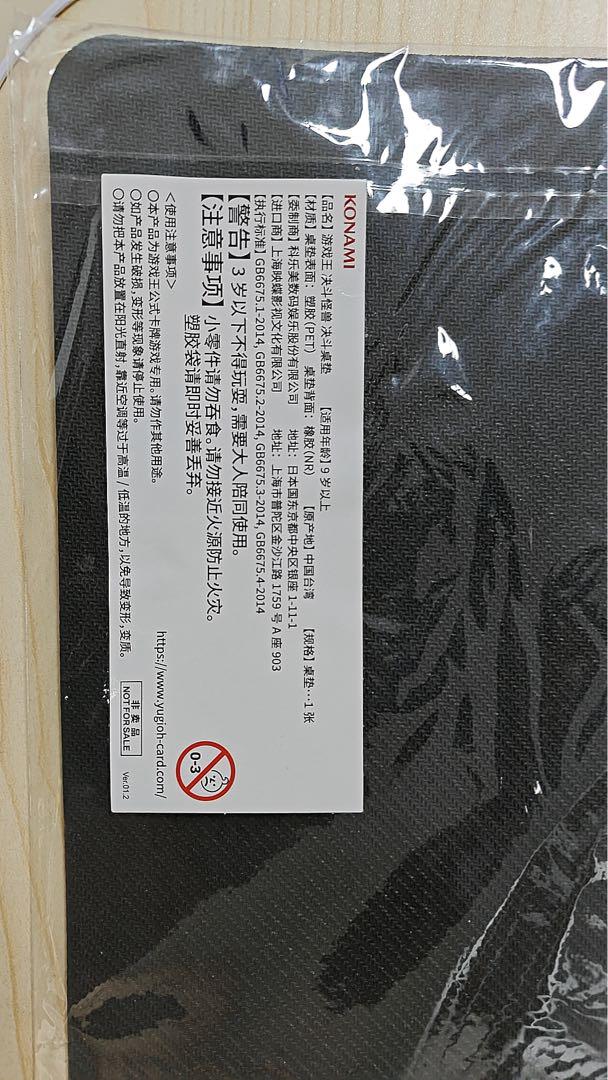 KONAMI
【品名】游戏王 决斗怪兽 决斗桌垫 【适用年龄】9 岁以上
【材质】桌垫表面：塑胶(PET) 桌垫背面：橡胶(NR) 【原产地】中国台湾 【规格】桌垫…1 张
【委制商】科乐美数码娱乐股份有限公司 地址：日本国东京都中央区银座 1-11-1
【进口商】上海映蝶影视文化有限公司 地址：上海市普陀区金沙江路 1759 号 A 座 903
【执行标准】GB6675.1-2014, GB6675.2-2014, GB6675.3-2014, GB6675.4-2014
【警告】3 岁以下不得玩耍,需要大人陪同使用。
【注意事项】小零件请勿吞食。请勿接近火源防止火灾。
塑胶袋请即时妥善丢弃。
0-3
＜使用注意事项＞
〇本产品为游戏王公式卡牌游戏专用。请勿作其他用途。
〇如产品发生破损,变形等现象请停止使用。
〇请勿把本产品放置在阳光直射,靠近空调等过于高温 / 低温的地方,以免导致变形,变质。
https://www.yugioh-card.com/
非卖品
NOT FOR SALE
Ver.01.2